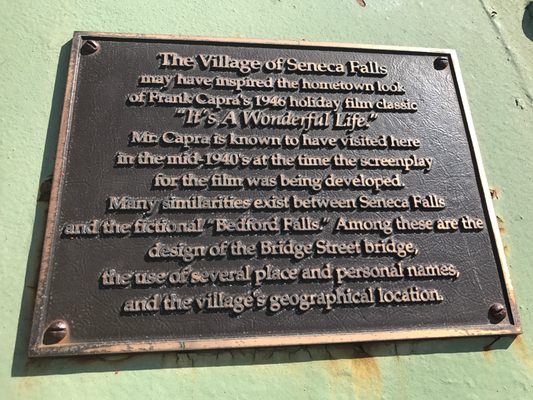 The Village of Seneca Falls
may have inspired the hometown look
of Frank Capra's 1946 holiday film classic
"It's A Wonderful Life."
Mr. Capra is known to have visited here
in the mid-1940's at the time the screenplay
for the film was being developed.
Many similarities exist between Seneca Falls
and the fictional "Bedford Falls." Among these are the
design of the Bridge Street bridge,
the use of several place and personal names,
and the village's geographical location.